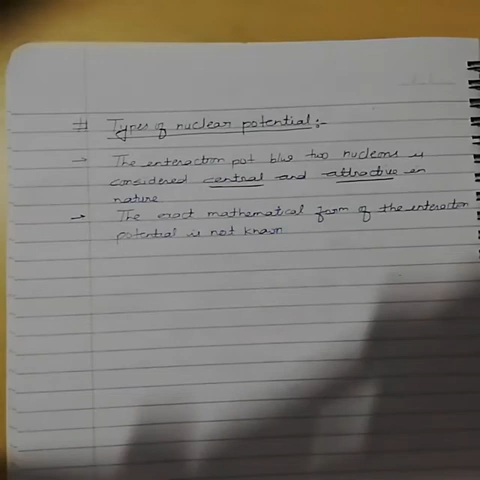 # Types of nuclear potential:-
→ The interaction pot b/w two nucleons is
considered central and attractive in
nature
→ The exact mathematical form of the interaction
potential is not known